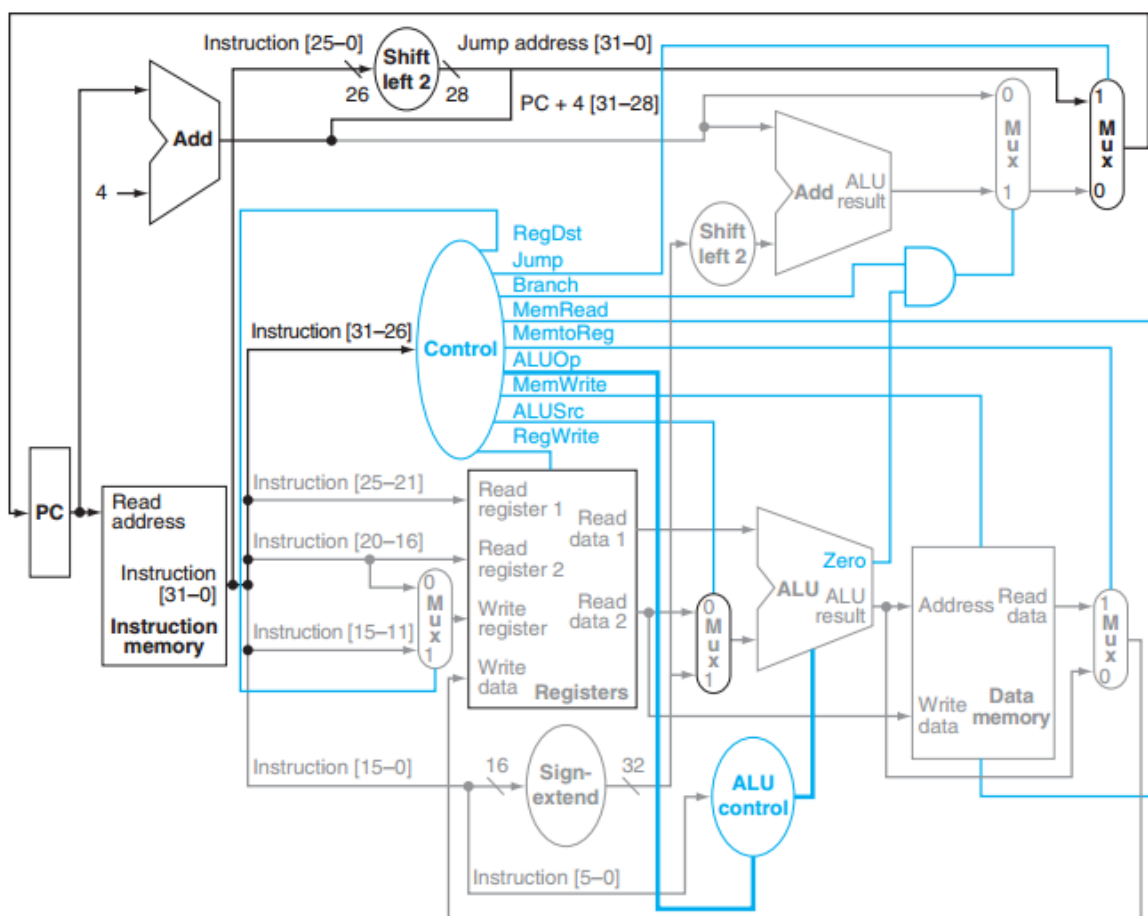 Instruction [25–0]
Shift
left 2
Jump address [31–0]
26
28
PC + 4 [31–28]
Add
4
0
M
u
x
1
1
M
u
x
0
Add
ALU
result
Shift
left 2
RegDst
Jump
Branch
MemRead
MemtoReg
ALUOp
MemWrite
ALUSrc
RegWrite
Instruction [31–26]
Control
PC
Read
address
Instruction
[31–0]
Instruction
memory
Instruction [25–21]
Instruction [20–16]
Instruction [15–11]
0
M
u
x
1
Read
register 1
Read
register 2
Write
register
Write
data
Read
data 1
Read
data 2
Registers
0
M
u
x
1
Zero
ALU
ALU
result
Address
Read
data
Write
data
Data
memory
1
M
u
x
0
Instruction [15–0]
16
Sign-
extend
32
ALU
control
Instruction [5–0]